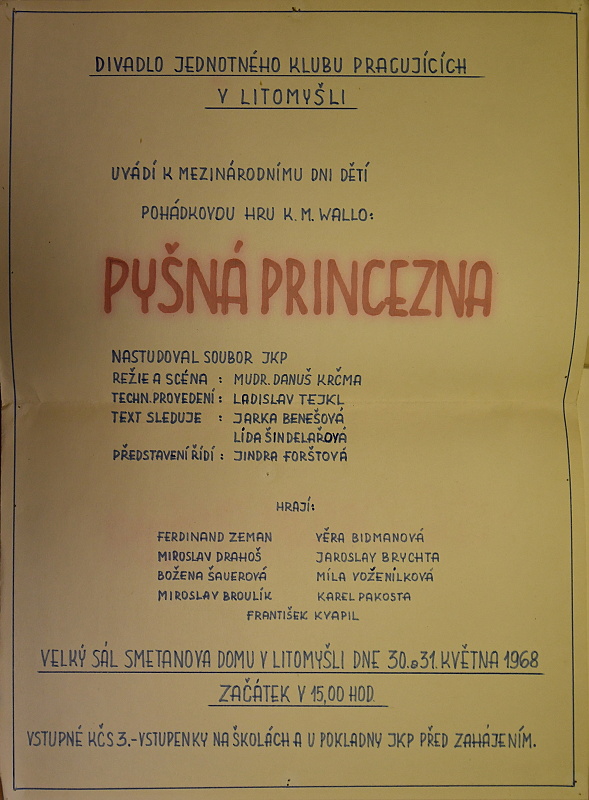 DIVADLO JEDNOTNÉHO KLUBU PRACUJÍCÍCH
V LITOMYŠLI
UVÁDÍ K MEZINÁRODNÍMU DNI DĚTÍ
POHÁDKOVOU HRU K. M. WALLO:
PYŠNÁ PRINCEZNA
NASTUDOVAL SOUBOR JKP
REŽIE A SCÉNA : MUDR. DANUŠ KRČMA
TECHN. PROVEDENÍ : LADISLAV TEJKL
TEXT SLEDUJE : JARKA BENEŠOVÁ
LÍDA ŠINDELAŘOVÁ
PŘEDSTAVENÍ ŘÍDÍ : JINDRA FORŠTOVÁ
HRAJÍ:
FERDINAND ZEMAN VĚRA BIDMANOVÁ
MIROSLAV DRAHOŠ JAROSLAV BRYCHTA
BOŽENA ŠAUEROVÁ MÍLA VOŽENÍLKOVÁ
MIROSLAV BROULÍK KAREL PAKOSTA
FRANTIŠEK KVAPIL
VELKÝ SÁL SMETANOVA DOMU V LITOMYŠLI DNE 30. a 31. KVĚTNA 1968
ZAČÁTEK V 15,00 HOD.
VSTUPNÉ KČS 3.- VSTUPENKY NA ŠKOLÁCH A U POKLADNY JKP PŘED ZAHÁJENÍM.